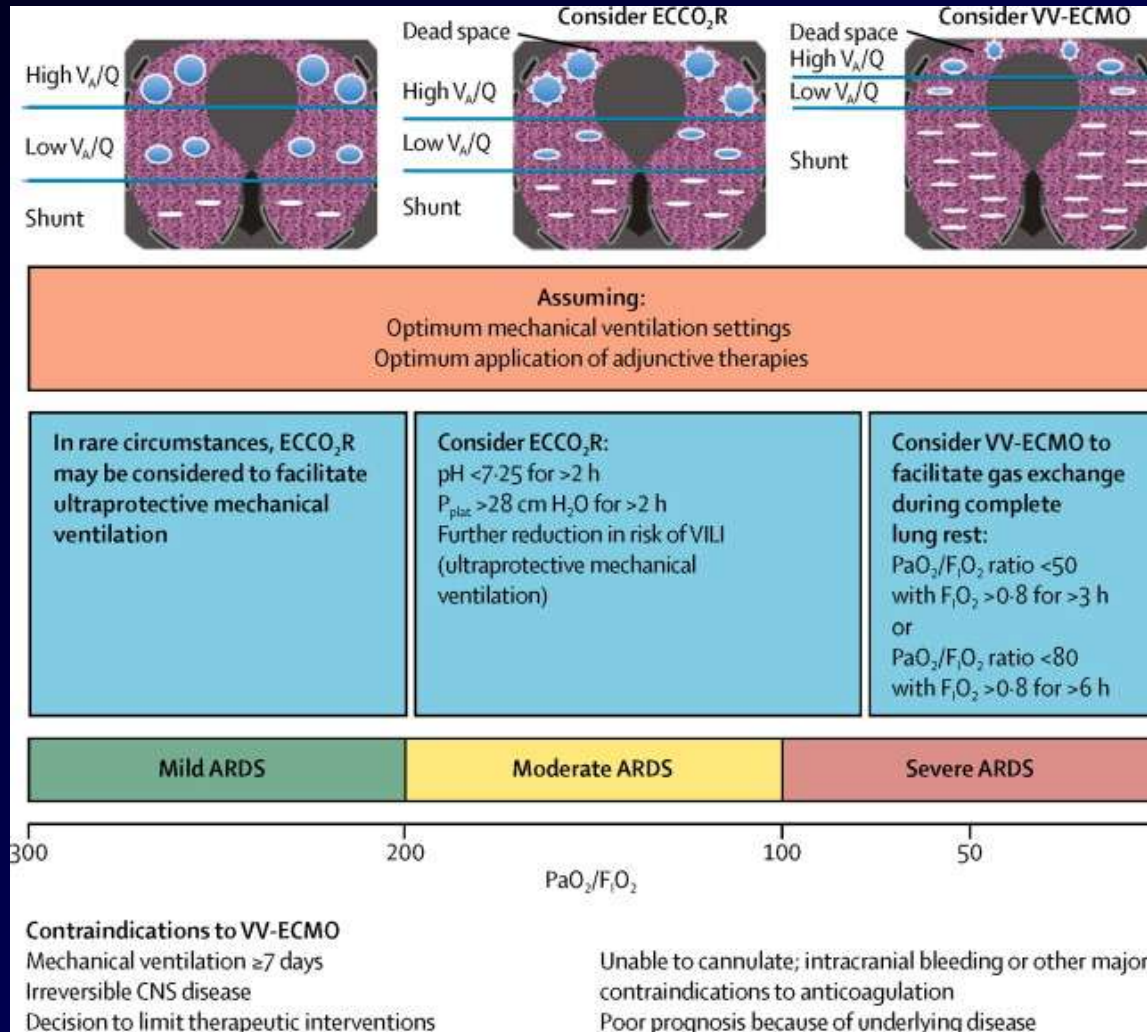 High VA/Q
Low VA/Q
Shunt
Consider ECCO2R
Dead space
High VA/Q
Low VA/Q
Shunt
Consider VV-ECMO
Dead space
High VA/Q
Low VA/Q
Shunt
Assuming:
Optimum mechanical ventilation settings
Optimum application of adjunctive therapies
In rare circumstances, ECCO2R
may be considered to facilitate
ultraprotective mechanical
ventilation
Consider ECCO2R:
pH <7·25 for >2 h
Pplat >28 cm H2O for >2 h
Further reduction in risk of VILI
(ultraprotective mechanical
ventilation)
Consider VV-ECMO to
facilitate gas exchange
during complete
lung rest:
PaO2/FIO2 ratio <50
with FIO2 >0·8 for >3 h
or
PaO2/FIO2 ratio <80
with FIO2 >0·8 for >6 h
Mild ARDS
Moderate ARDS
Severe ARDS
300
200
100
50
PaO2/FIO2
Contraindications to VV-ECMO
Mechanical ventilation ≥7 days
Irreversible CNS disease
Decision to limit therapeutic interventions
Unable to cannulate; intracranial bleeding or other major
contraindications to anticoagulation
Poor prognosis because of underlying disease